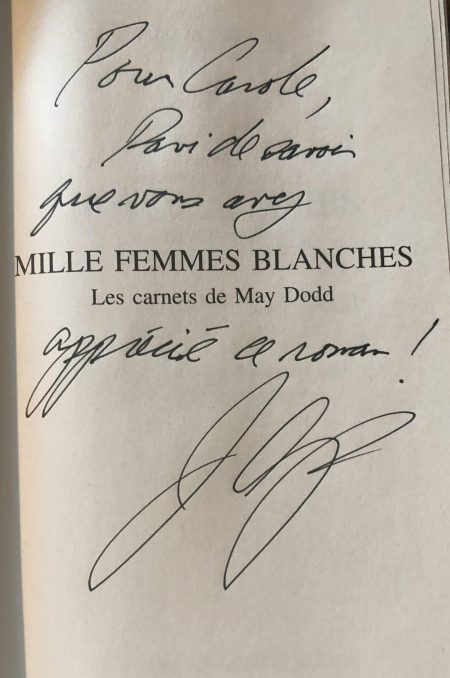 Pour Carole,
Ravi de savoir
que vous avez
MILLE FEMMES BLANCHES
Les carnets de May Dodd
apprécié ce roman !